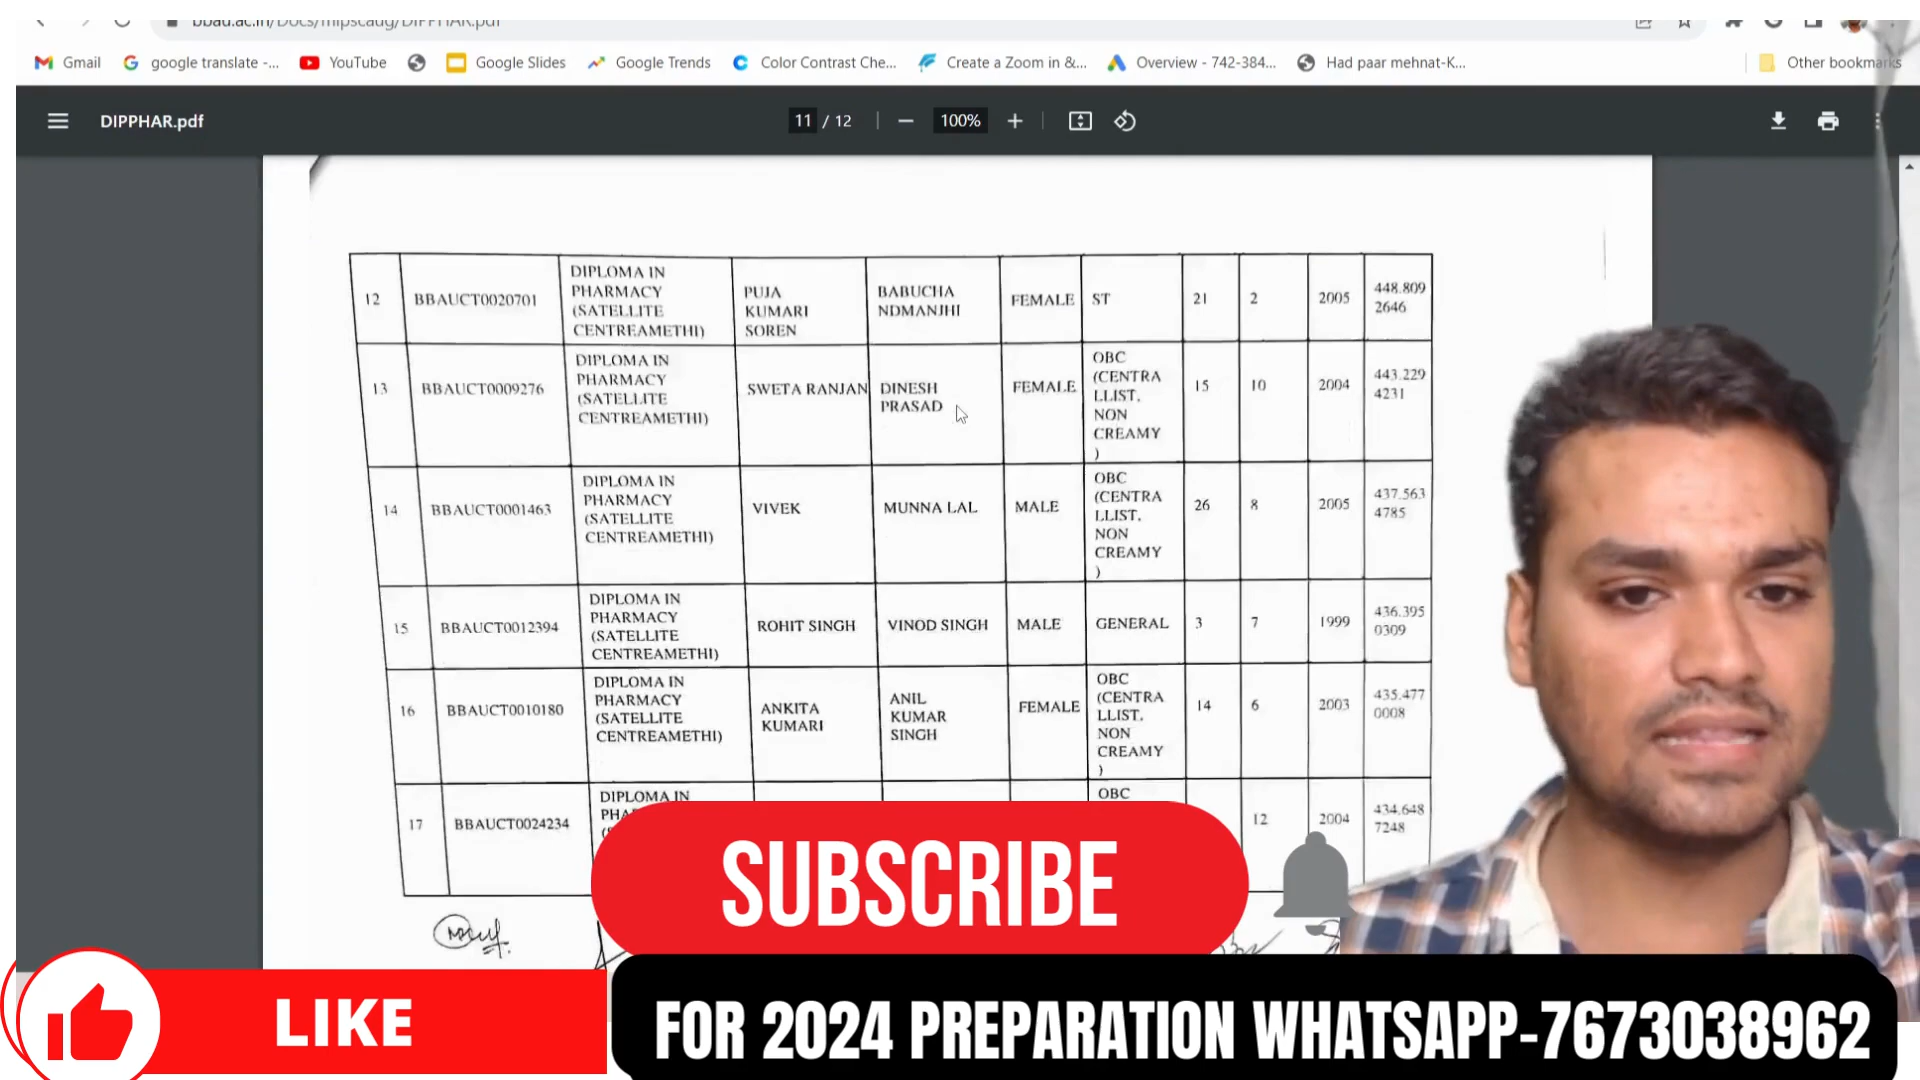 bbau.ac.in/Docs/mipscaug/DIPPHAR.pdf
Gmail google translate -... YouTube Google Slides Google Trends Color Contrast Che... Create a Zoom in &... Overview - 742-384... Had paar mehnat-K... Other bookmarks
DIPPHAR.pdf 11 / 12 100%
12 BBAUCT0020701 DIPLOMA IN PHARMACY (SATELLITE CENTREAMETHI) PUJA KUMARI SOREN BABUCHA NDMANJHI FEMALE ST 21 2 2005 448.809 2646
13 BBAUCT0009276 DIPLOMA IN PHARMACY (SATELLITE CENTREAMETHI) SWETA RANJAN DINESH PRASAD FEMALE OBC (CENTRA LLIST, NON CREAMY ) 15 10 2004 443.229 4231
14 BBAUCT0001463 DIPLOMA IN PHARMACY (SATELLITE CENTREAMETHI) VIVEK MUNNA LAL MALE OBC (CENTRA LLIST, NON CREAMY ) 26 8 2005 437.563 4785
15 BBAUCT0012394 DIPLOMA IN PHARMACY (SATELLITE CENTREAMETHI) ROHIT SINGH VINOD SINGH MALE GENERAL 3 7 1999 436.395 0309
16 BBAUCT0010180 DIPLOMA IN PHARMACY (SATELLITE CENTREAMETHI) ANKITA KUMARI ANIL KUMAR SINGH FEMALE OBC (CENTRA LLIST, NON CREAMY ) 14 6 2003 435.477 0008
17 BBAUCT0024234 DIPLOMA IN OBC 12 2004 434.648 7248
SUBSCRIBE
LIKE
FOR 2024 PREPARATION WHATSAPP-7673038962